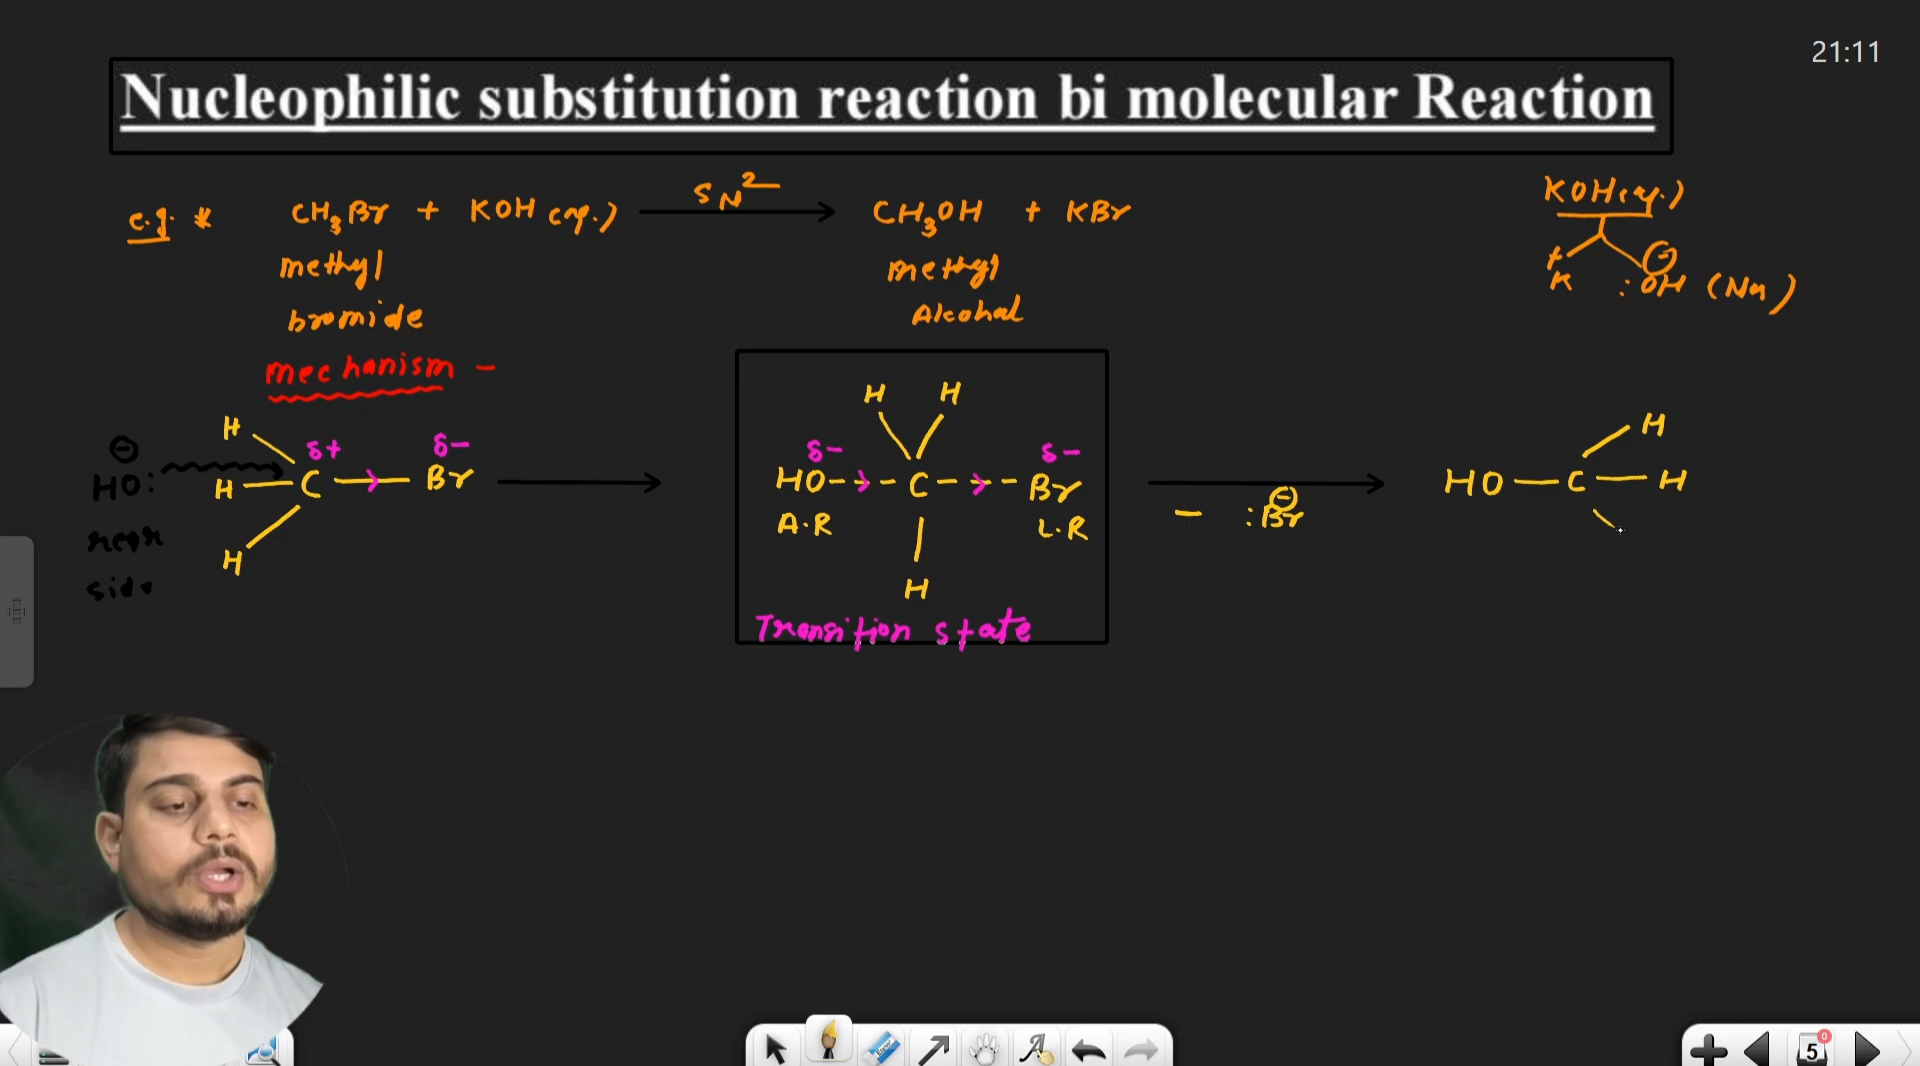 21:11
Nucleophilic substitution reaction bi molecular Reaction
e.g. * CH₃Br + KOH (aq.) SN² CH₃OH + KBr
methyl
bromide
methyl
Alcohal
KOH(aq.)
+
K
⊖
:OH (Nu)
mechanism -
⊖
HO:
rear
side
H
H
H
δ+ δ-
C Br
H H
δ- δ-
HO C Br
A.R L.R
H
Transition state
⊖
- :Br
H
HO C H
5
0